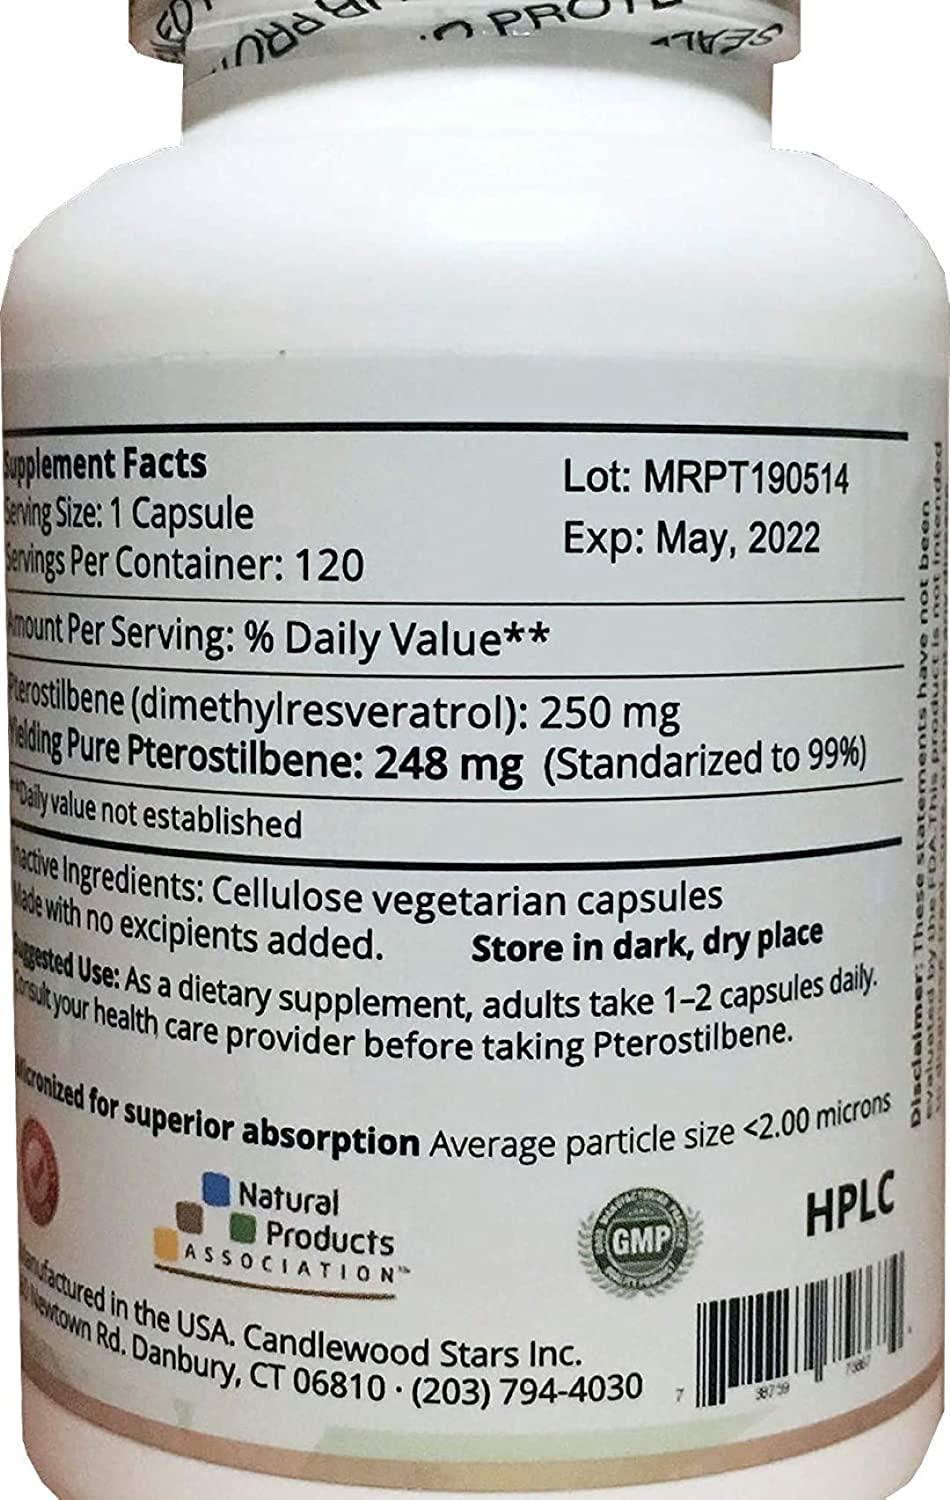 SEAL
Supplement Facts
Serving Size: 1 Capsule
Servings Per Container: 120
Lot: MRPT190514
Exp: May, 2022
Amount Per Serving: % Daily Value**
Pterostilbene (dimethylresveratrol): 250 mg
Yielding Pure Pterostilbene: 248 mg (Standarized to 99%)
**Daily value not established
Inactive Ingredients: Cellulose vegetarian capsules
Made with no excipients added.
Store in dark, dry place
Suggested Use: As a dietary supplement, adults take 1–2 capsules daily.
Consult your health care provider before taking Pterostilbene.
Micronized for superior absorption Average particle size <2.00 microns
Natural
Products
ASSOCIATION™
GMP
HPLC
Manufactured in the USA. Candlewood Stars Inc.
Newtown Rd. Danbury, CT 06810 · (203) 794-4030
7
Disclaimer: These statements have not been
evaluated by the FDA. This product is not intended